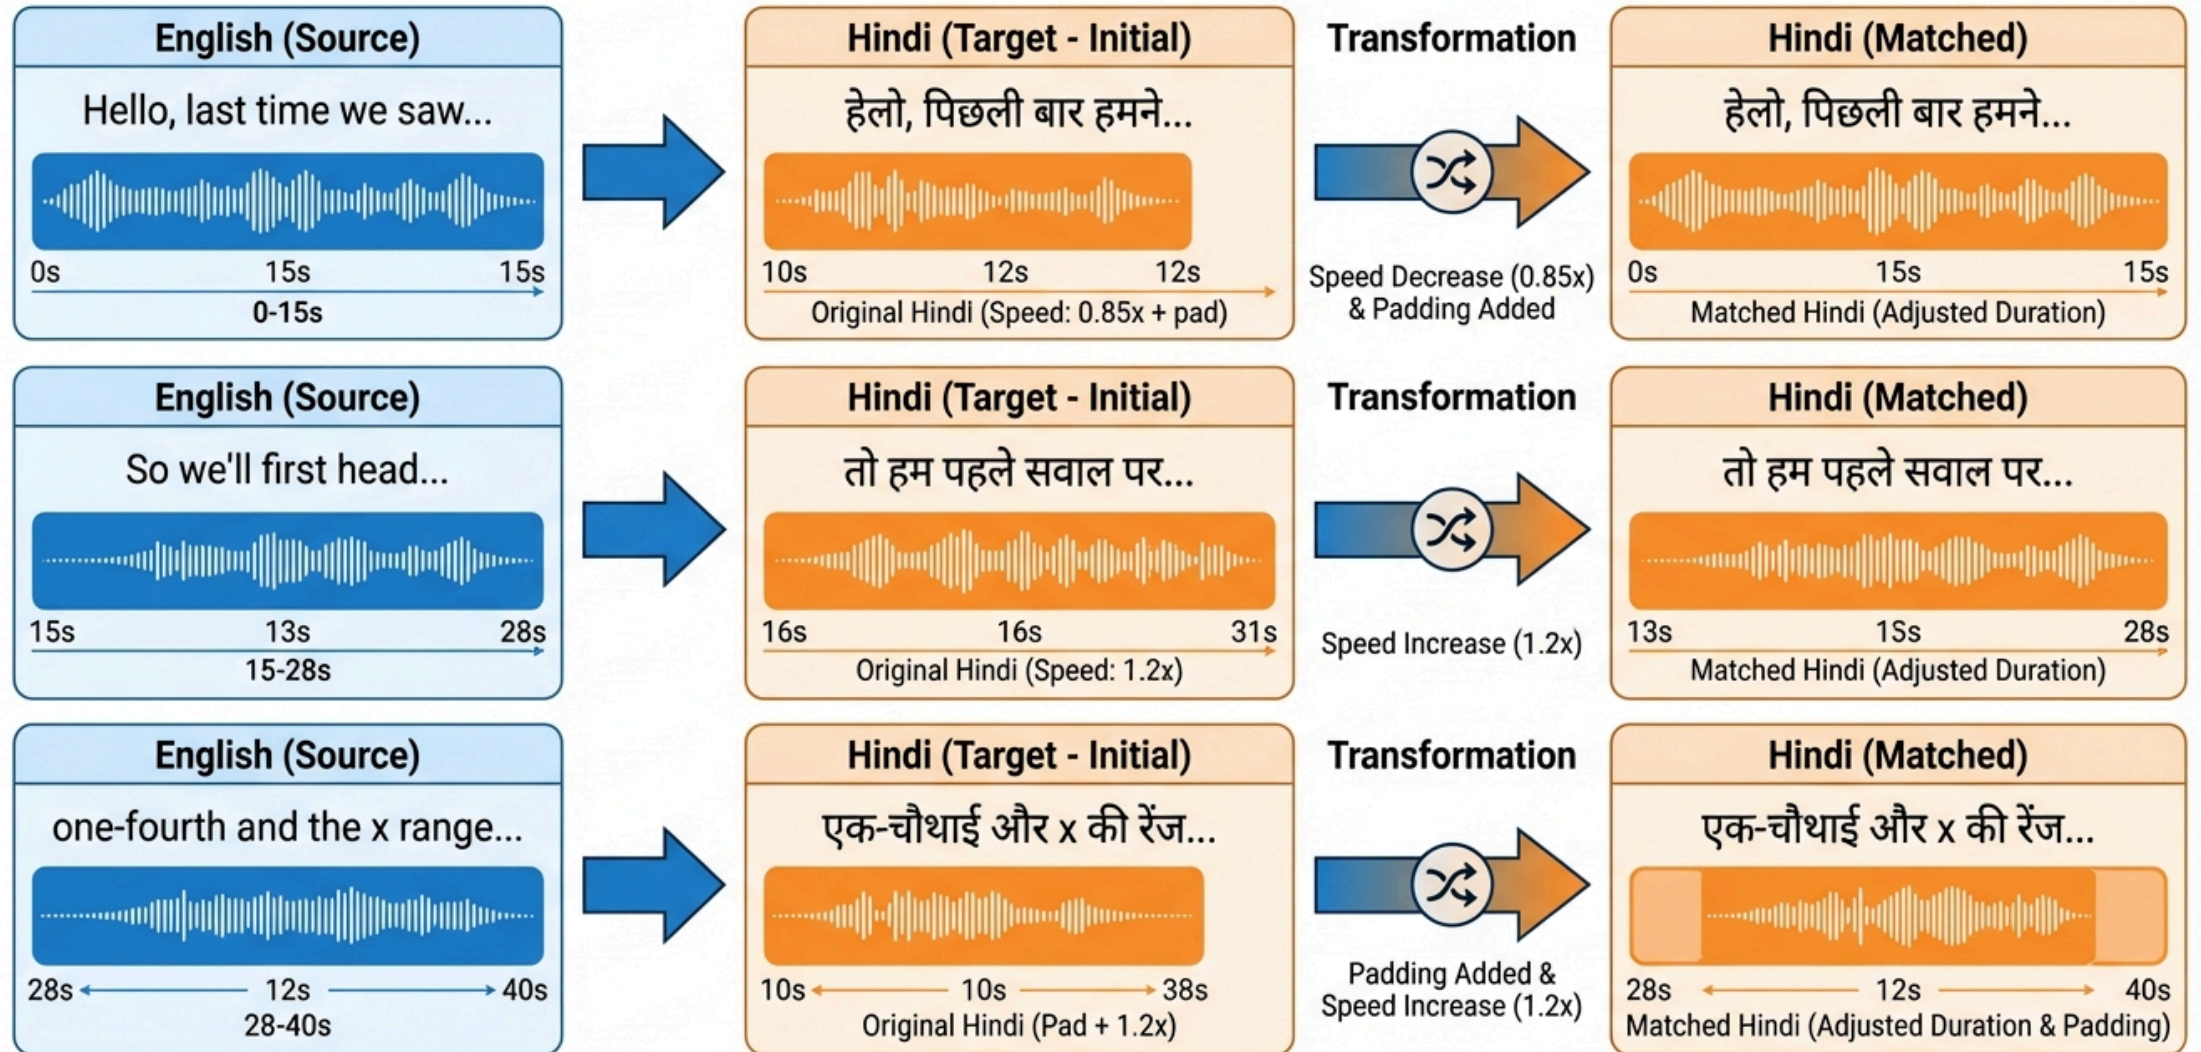 English (Source)
Hello, last time we saw...
0s 15s 15s
0-15s
Hindi (Target - Initial)
हेलो, पिछली बार हमने...
10s 12s 12s
Original Hindi (Speed: 0.85x + pad)
Transformation
Speed Decrease (0.85x)
& Padding Added
Hindi (Matched)
हेलो, पिछली बार हमने...
0s 15s 15s
Matched Hindi (Adjusted Duration)
English (Source)
So we'll first head...
15s 13s 28s
15-28s
Hindi (Target - Initial)
तो हम पहले सवाल पर...
16s 16s 31s
Original Hindi (Speed: 1.2x)
Transformation
Speed Increase (1.2x)
Hindi (Matched)
तो हम पहले सवाल पर...
13s 15s 28s
Matched Hindi (Adjusted Duration)
English (Source)
one-fourth and the x range...
28s 12s 40s
28-40s
Hindi (Target - Initial)
एक-चौथाई और x की रेंज...
10s 10s 38s
Original Hindi (Pad + 1.2x)
Transformation
Padding Added &
Speed Increase (1.2x)
Hindi (Matched)
एक-चौथाई और x की रेंज...
28s 12s 40s
Matched Hindi (Adjusted Duration & Padding)